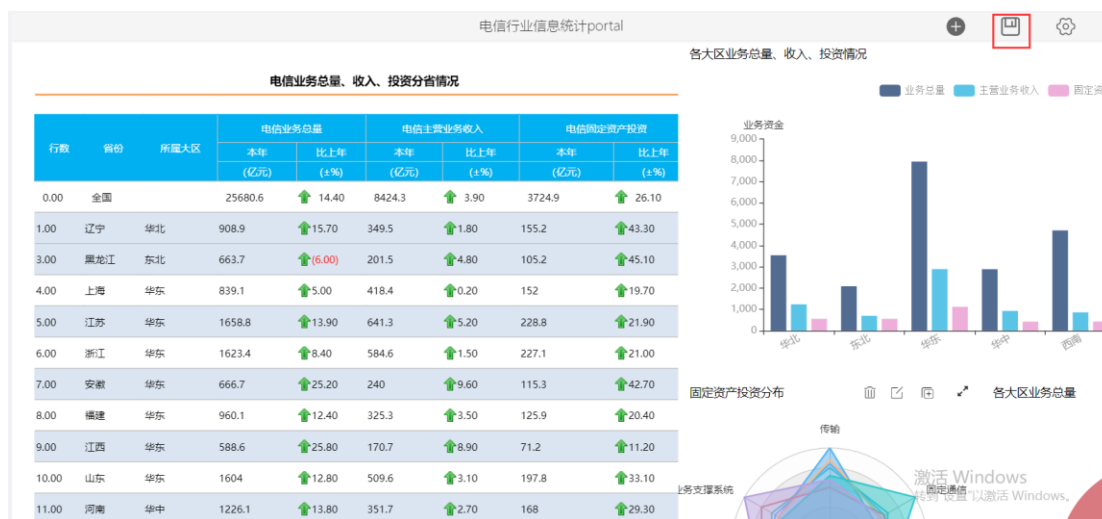 电信行业信息统计portal
电信业务总量、收入、投资分省情况
行数 省份 所属大区 电信业务总量 电信主营业务收入 电信固定资产投资
本年 比上年 本年 比上年 本年 比上年
(亿元) (±%) (亿元) (±%) (亿元) (±%)
0.00 全国 25680.6 14.40 8424.3 3.90 3724.9 26.10
1.00 辽宁 华北 908.9 15.70 349.5 1.80 155.2 43.30
3.00 黑龙江 东北 663.7 (6.00) 201.5 4.80 105.2 45.10
4.00 上海 华东 839.1 5.00 418.4 0.20 152 19.70
5.00 江苏 华东 1658.8 13.90 641.3 5.20 228.8 21.90
6.00 浙江 华东 1623.4 8.40 584.6 1.50 227.1 21.00
7.00 安徽 华东 666.7 25.20 240 9.60 115.3 42.70
8.00 福建 华东 960.1 12.40 325.3 3.50 125.9 20.40
9.00 江西 华东 588.6 25.80 170.7 8.90 71.2 11.20
10.00 山东 华东 1604 12.80 509.6 3.10 197.8 33.10
11.00 河南 华中 1226.1 13.80 351.7 2.70 168 29.30
各大区业务总量、收入、投资情况
业务总量 主营业务收入 固定资
业务资金
9,000
8,000
7,000
6,000
5,000
4,000
3,000
2,000
1,000
0
华北 东北 华东 华中 西南
固定资产投资分布
各大区业务总量
传输
业务支撑系统
固定通信
激活 Windows
转到"设置"以激活 Windows。